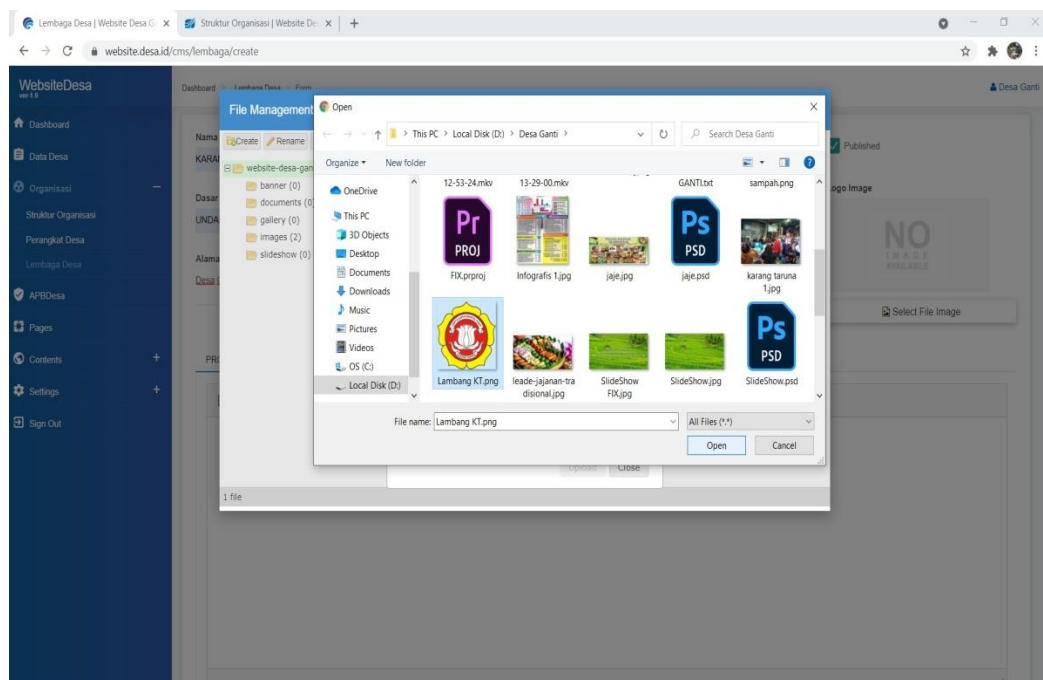 Lembaga Desa | Website Desa G
Struktur Organisasi | Website De
website.desa.id/cms/lembaga/create
WebsiteDesa
ver 1.0
Dashboard
Data Desa
Organisasi
Struktur Organisasi
Perangkat Desa
Lembaga Desa
APBDesa
Pages
Contents
Settings
Sign Out
Dashboard Lembaga Desa Form
Desa Ganti
Nama
KARA
Dasar
UNDA
Alama
Desa
PR
File Management
Create Rename
website-desa-gan
banner (0)
documents (0)
gallery (0)
images (2)
slideshow (0)
1 file
Upload Close
Open
This PC > Local Disk (D:) > Desa Ganti >
Search Desa Ganti
Organize New folder
OneDrive
This PC
3D Objects
Desktop
Documents
Downloads
Music
Pictures
Videos
OS (C:)
Local Disk (D:)
12-53-24.mkv 13-29-00.mkv GANTI.txt sampah.png
Pr
PROJ
Ps
PSD
FIX.prproj Infografis 1.jpg jaje.jpg jaje.psd karang taruna
1.jpg
Ps
PSD
Lambang KT.png leade-jajanan-tra SlideShow SlideShow.jpg SlideShow.psd
disional.jpg FIX.jpg
File name: Lambang KT.png All Files (*.*)
Open Cancel
Published
ogo Image
NO
IMAGE
AVAILABLE
Select File Image